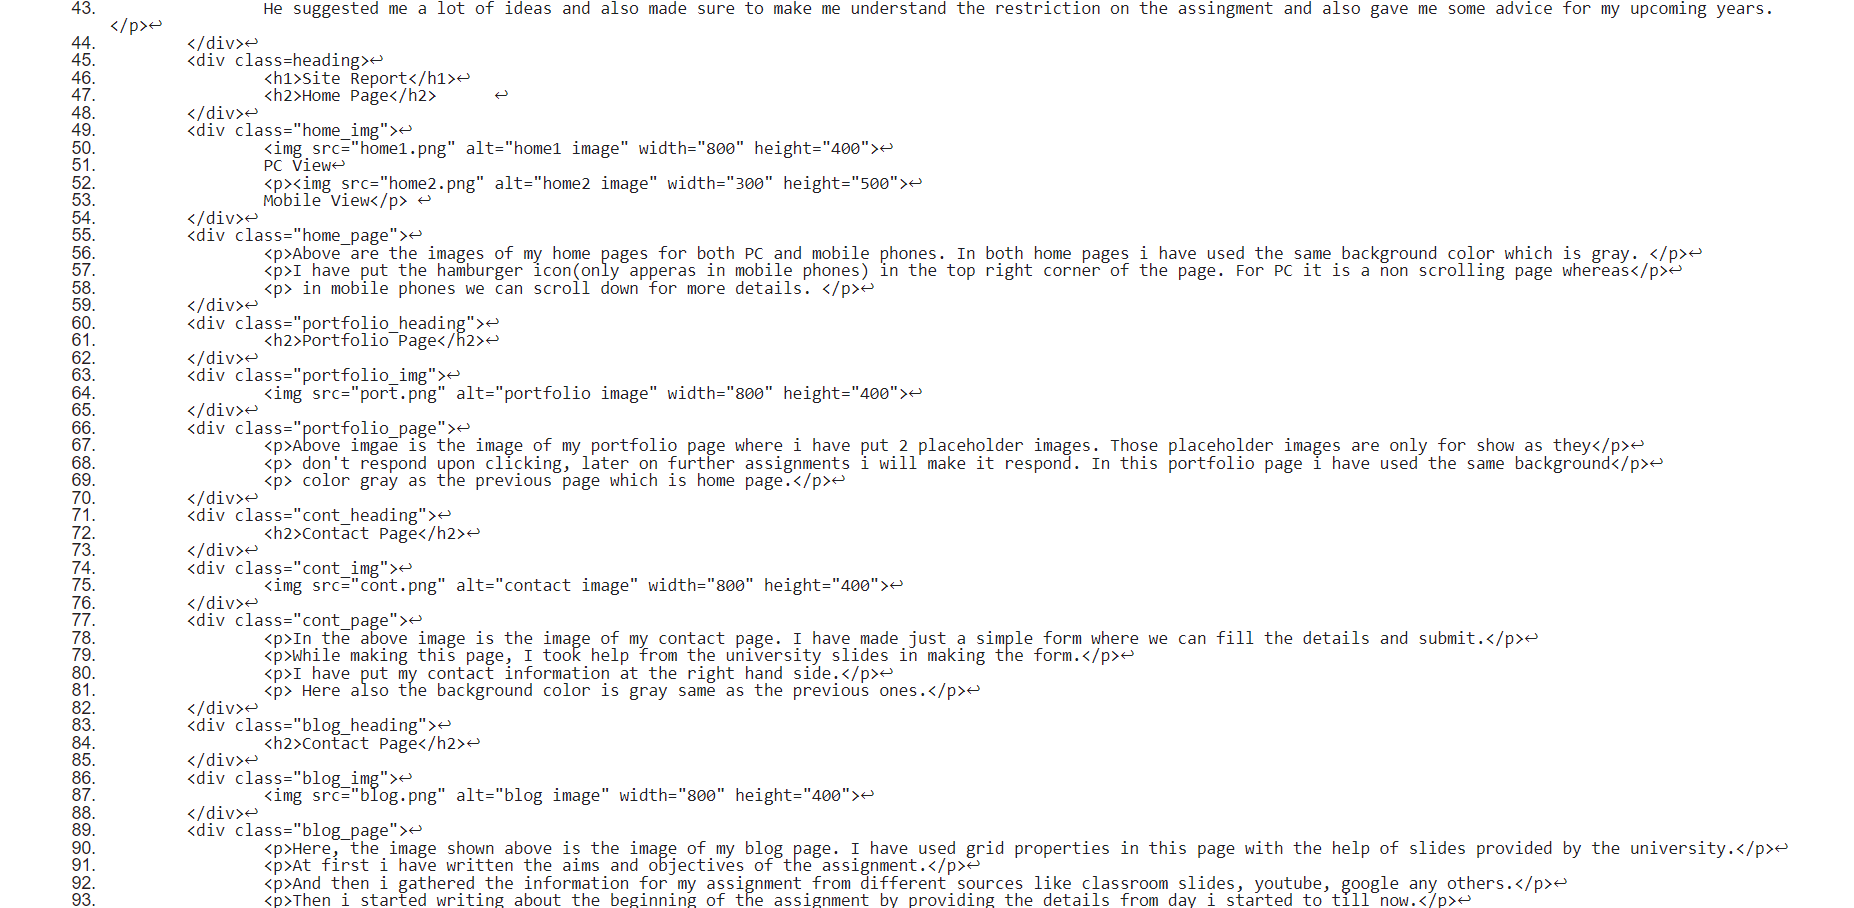 43. He suggested me a lot of ideas and also made sure to make me understand the restriction on the assingment and also gave me some advice for my upcoming years.
</p>↩
44. </div>↩
45. <div class=heading>↩
46. <h1>Site Report</h1>↩
47. <h2>Home Page</h2> ↩
48. </div>↩
49. <div class="home_img">↩
50. <img src="home1.png" alt="home1 image" width="800" height="400">↩
51. PC View↩
52. <p><img src="home2.png" alt="home2 image" width="300" height="500">↩
53. Mobile View</p> ↩
54. </div>↩
55. <div class="home_page">↩
56. <p>Above are the images of my home pages for both PC and mobile phones. In both home pages i have used the same background color which is gray. </p>↩
57. <p>I have put the hamburger icon(only apperas in mobile phones) in the top right corner of the page. For PC it is a non scrolling page whereas</p>↩
58. <p> in mobile phones we can scroll down for more details. </p>↩
59. </div>↩
60. <div class="portfolio_heading">↩
61. <h2>Portfolio Page</h2>↩
62. </div>↩
63. <div class="portfolio_img">↩
64. <img src="port.png" alt="portfolio image" width="800" height="400">↩
65. </div>↩
66. <div class="portfolio_page">↩
67. <p>Above imgae is the image of my portfolio page where i have put 2 placeholder images. Those placeholder images are only for show as they</p>↩
68. <p> don't respond upon clicking, later on further assignments i will make it respond. In this portfolio page i have used the same background</p>↩
69. <p> color gray as the previous page which is home page.</p>↩
70. </div>↩
71. <div class="cont_heading">↩
72. <h2>Contact Page</h2>↩
73. </div>↩
74. <div class="cont_img">↩
75. <img src="cont.png" alt="contact image" width="800" height="400">↩
76. </div>↩
77. <div class="cont_page">↩
78. <p>In the above image is the image of my contact page. I have made just a simple form where we can fill the details and submit.</p>↩
79. <p>While making this page, I took help from the university slides in making the form.</p>↩
80. <p>I have put my contact information at the right hand side.</p>↩
81. <p> Here also the background color is gray same as the previous ones.</p>↩
82. </div>↩
83. <div class="blog_heading">↩
84. <h2>Contact Page</h2>↩
85. </div>↩
86. <div class="blog_img">↩
87. <img src="blog.png" alt="blog image" width="800" height="400">↩
88. </div>↩
89. <div class="blog_page">↩
90. <p>Here, the image shown above is the image of my blog page. I have used grid properties in this page with the help of slides provided by the university.</p>↩
91. <p>At first i have written the aims and objectives of the assignment.</p>↩
92. <p>And then i gathered the information for my assignment from different sources like classroom slides, youtube, google any others.</p>↩
93. <p>Then i started writing about the beginning of the assignment by providing the details from day i started to till now.</p>↩